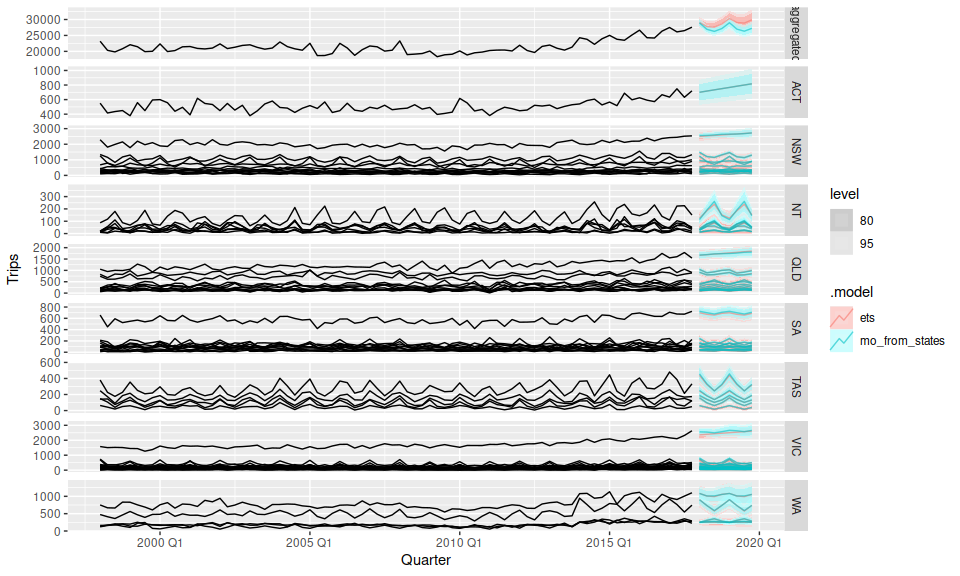 30000
25000
20000
aggregated
1000
800
600
400
ACT
3000
2000
1000
0
NSW
300
200
100
0
NT
2000
1500
1000
500
0
QLD
800
600
400
200
0
SA
600
400
200
0
TAS
3000
2000
1000
0
VIC
1000
500
0
WA
2000 Q1
2005 Q1
2010 Q1
2015 Q1
2020 Q1
Quarter
Trips
level
80
95
.model
ets
mo_from_states